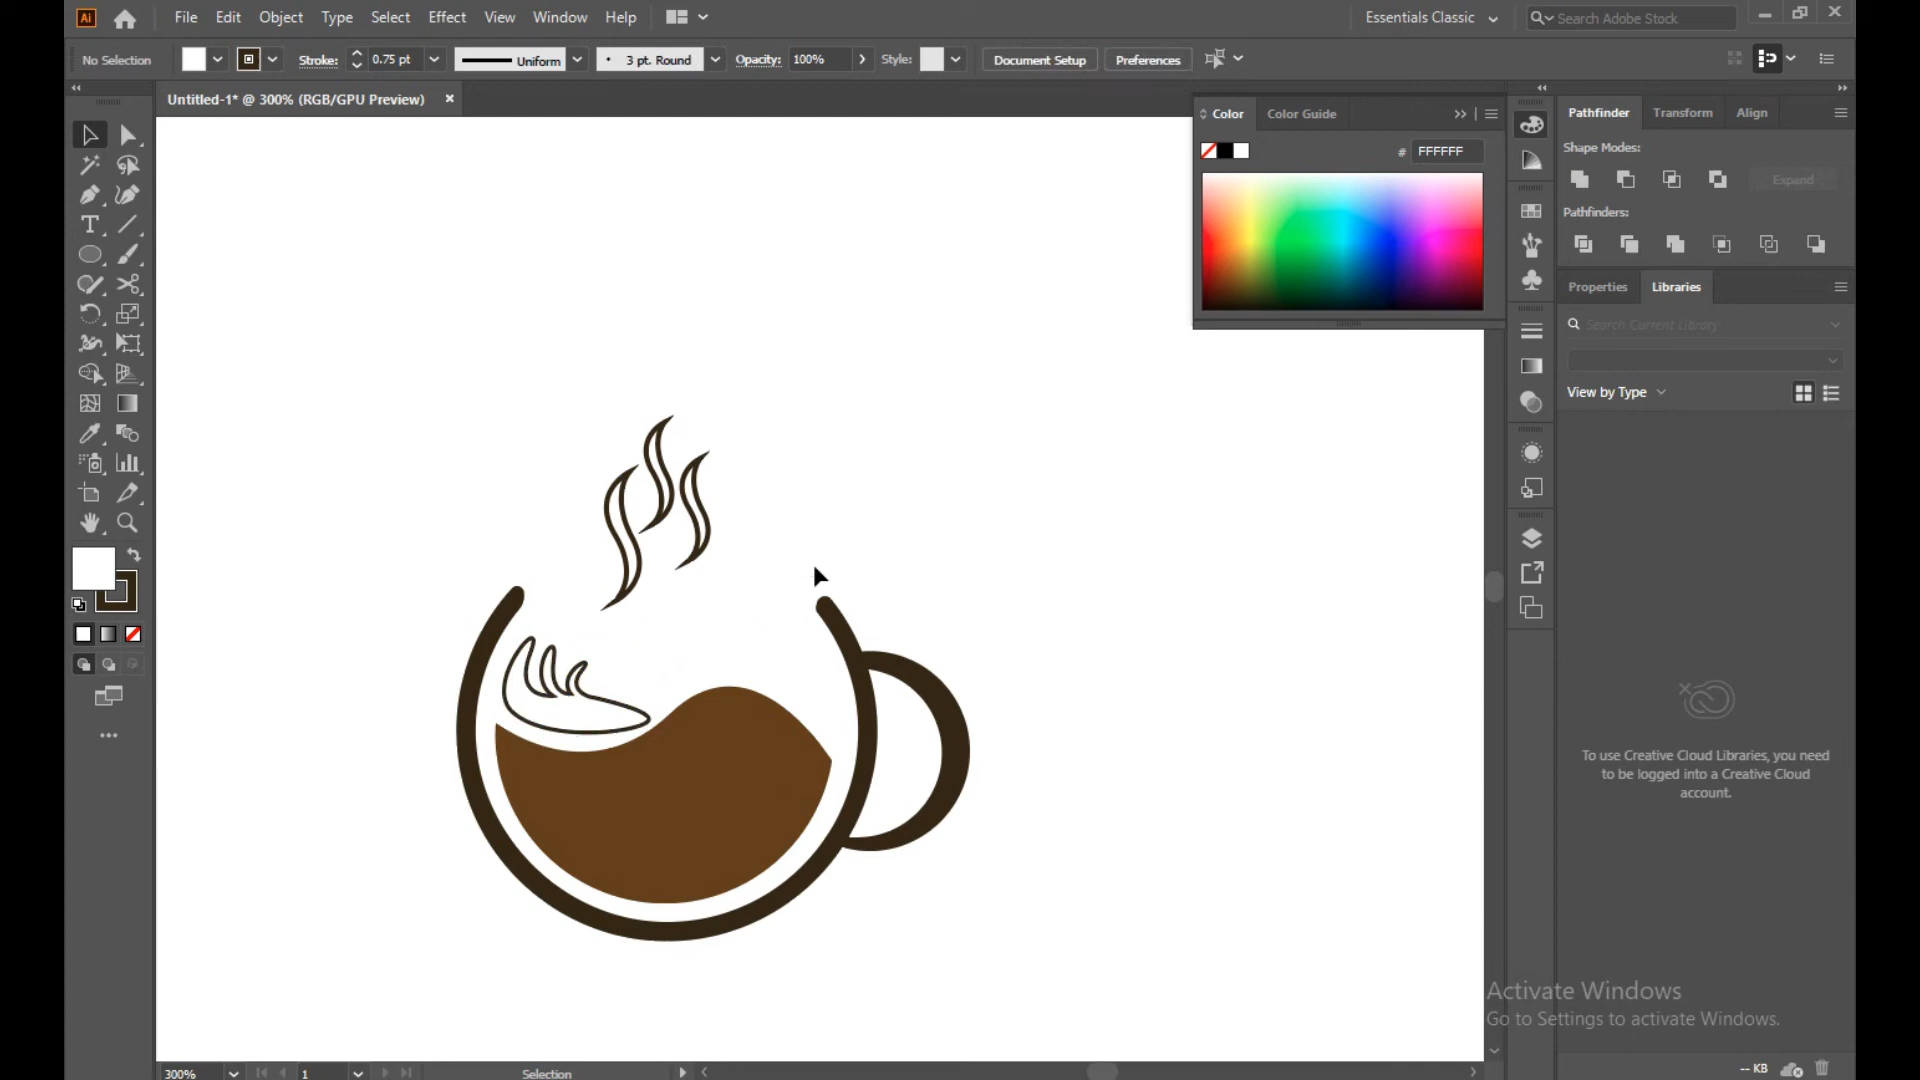 Ai File Edit Object Type Select Effect View Window Help Essentials Classic Search Adobe Stock
No Selection Stroke: 0.75 pt Uniform 3 pt. Round Opacity: 100% Style: Document Setup Preferences
Untitled-1* @ 300% (RGB/GPU Preview)
Color Color Guide
# FFFFFF
Pathfinder Transform Align
Shape Modes:
Expand
Pathfinders:
Properties Libraries
Search Current Library
View by Type
To use Creative Cloud Libraries, you need
to be logged into a Creative Cloud
account.
Activate Windows
Go to Settings to activate Windows.
300% 1 Selection
-- KB